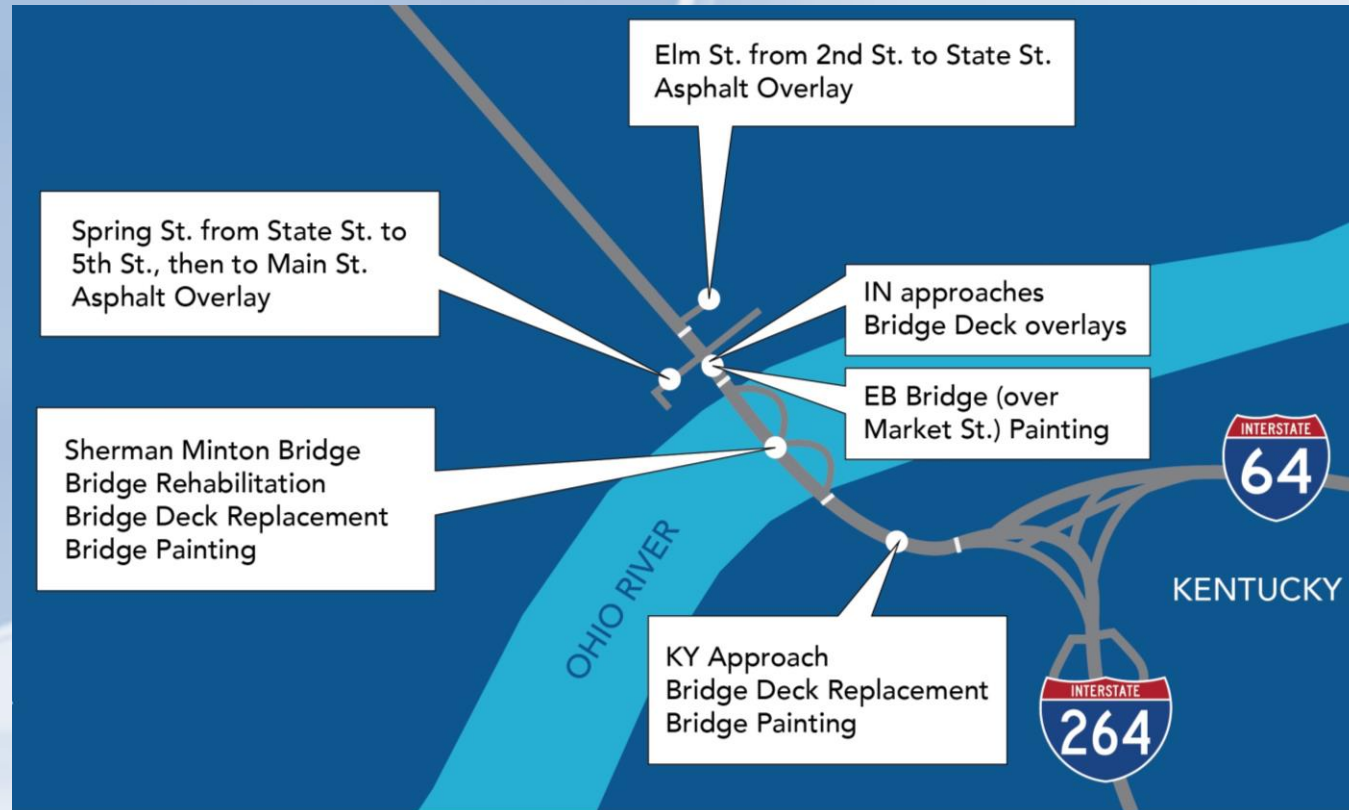 Elm St. from 2nd St. to State St.
Asphalt Overlay
Spring St. from State St. to
5th St., then to Main St.
Asphalt Overlay
IN approaches
Bridge Deck overlays
EB Bridge (over
Market St.) Painting
Sherman Minton Bridge
Bridge Rehabilitation
Bridge Deck Replacement
Bridge Painting
INTERSTATE
64
OHIO RIVER
KENTUCKY
KY Approach
Bridge Deck Replacement
Bridge Painting
INTERSTATE
264